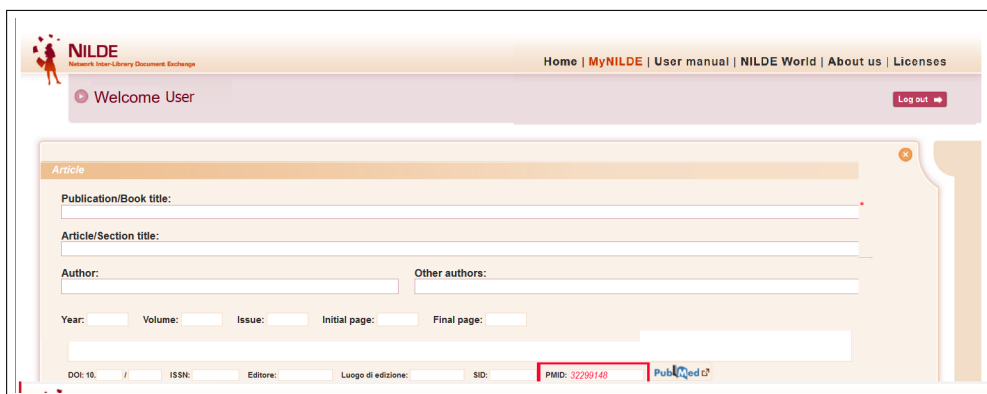 NILDE
Network Inter-Library Document Exchange
Home | MyNILDE | User manual | NILDE World | About us | Licenses
Welcome User
Log out
Article
Publication/Book title:
*
Article/Section title:
Author: Other authors:
Year: Volume: Issue: Initial page: Final page:
DOI: 10. / ISSN: Editore: Luogo di edizione: SID: PMID: 32299148 PubMed